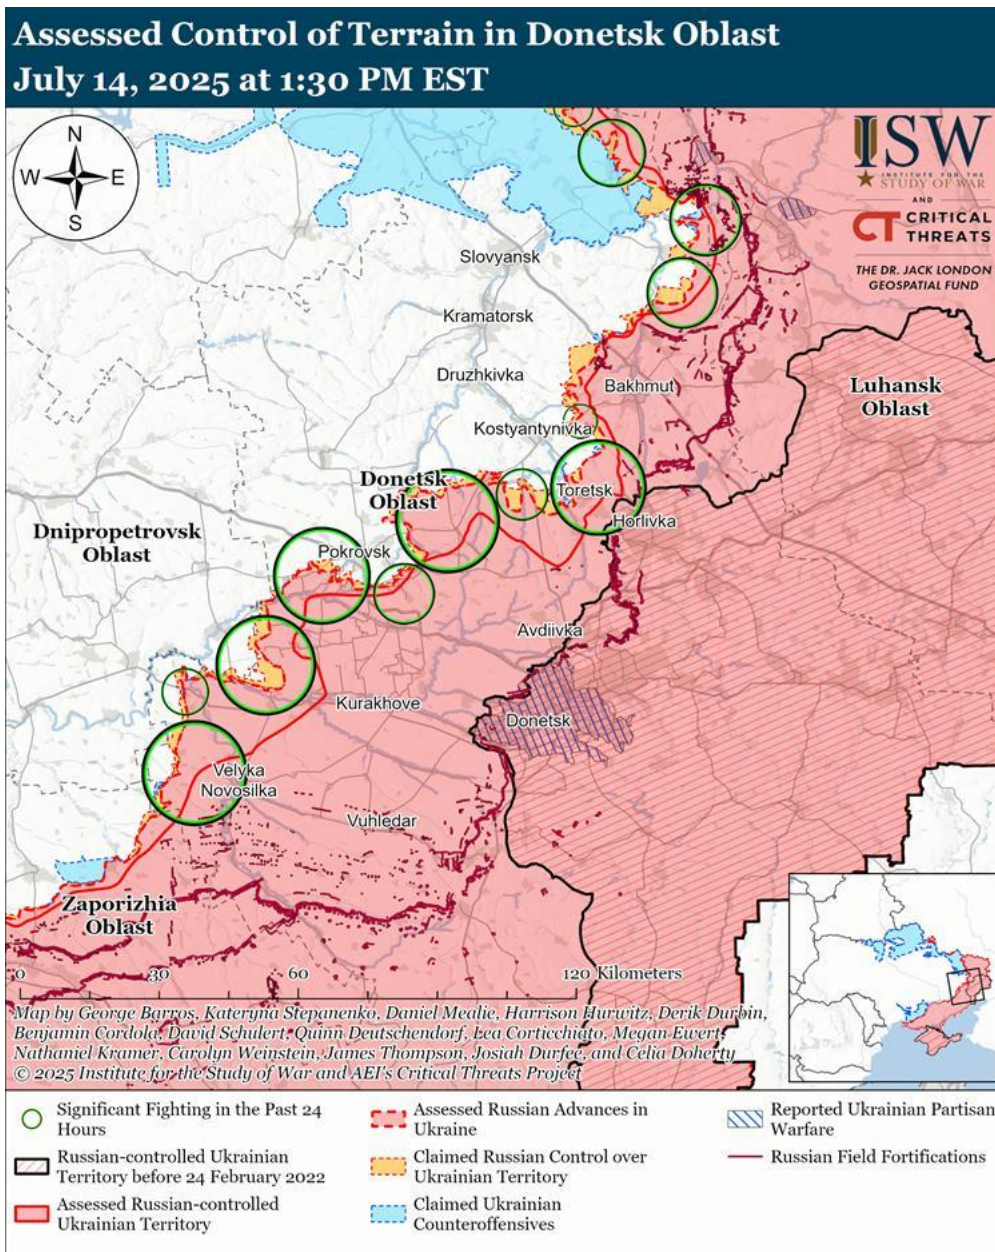 Assessed Control of Terrain in Donetsk Oblast
July 14, 2025 at 1:30 PM EST
N
W
E
S
ISW
INSTITUTE FOR THE
STUDY OF WAR
AND
CT CRITICAL
THREATS
THE DR. JACK LONDON
GEOSPATIAL FUND
Slovyansk
Kramatorsk
Druzhkivka
Bakhmut
Luhansk
Oblast
Kostyantynivka
Donetsk
Oblast
Toretsk
Horlivka
Dnipropetrovsk
Oblast
Pokrovsk
Avdiivka
Kurakhove
Donetsk
Velyka
Novosilka
Vuhledar
Zaporizhia
Oblast
0
30
60
120 Kilometers
Map by George Barros, Kateryna Stepanenko, Daniel Mealie, Harrison Hurwitz, Derik Durbin,
Benjamin Cordola, David Schulert, Quinn Deutschendorf, Lea Corticchiato, Megan Ewert,
Nathaniel Kramer, Carolyn Weinstein, James Thompson, Josiah Durfee, and Celia Doherty
© 2025 Institute for the Study of War and AEI's Critical Threats Project
Significant Fighting in the Past 24
Hours
Russian-controlled Ukrainian
Territory before 24 February 2022
Assessed Russian-controlled
Ukrainian Territory
Assessed Russian Advances in
Ukraine
Claimed Russian Control over
Ukrainian Territory
Claimed Ukrainian
Counteroffensives
Reported Ukrainian Partisan
Warfare
Russian Field Fortifications